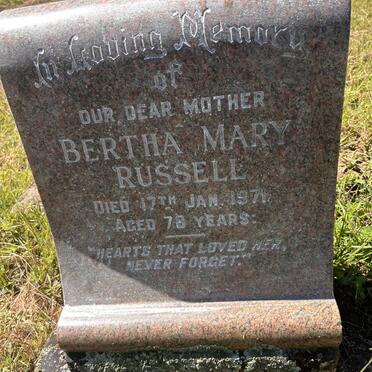 In Loving Memory
of
OUR DEAR MOTHER
BERTHA MARY
RUSSELL
DIED 17TH JAN. 1971.
AGED 78 YEARS:
"HEARTS THAT LOVED HER,
NEVER FORGET."